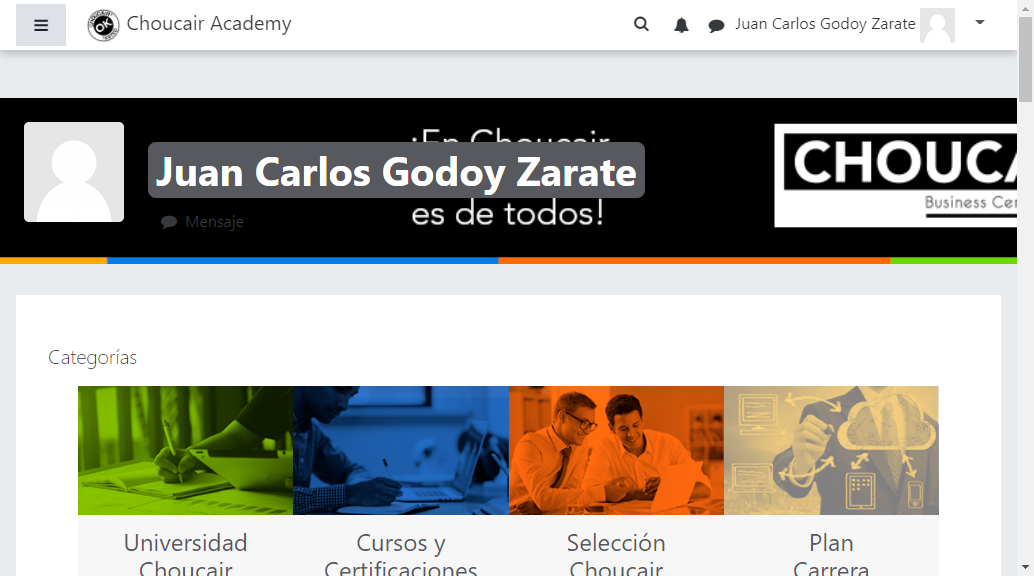 Choucair Academy
Juan Carlos Godoy Zarate
¡En Choucair
Juan Carlos Godoy Zarate
es de todos!
Mensaje
Business Cen
Categorías
Universidad
Choucair
Cursos y
Certificaciones
Selección
Choucair
Plan
Carrera